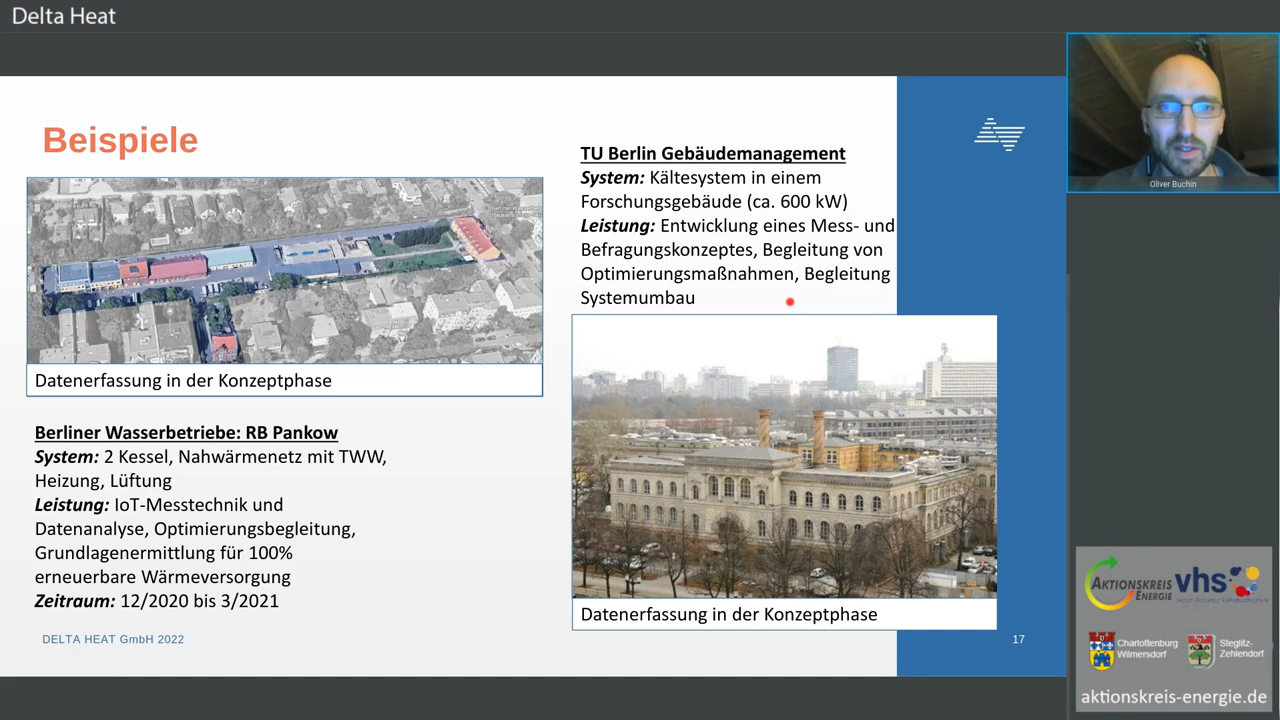 Delta Heat
Beispiele
Datenerfassung in der Konzeptphase
Berliner Wasserbetriebe: RB Pankow
System: 2 Kessel, Nahwärmenetz mit TWW,
Heizung, Lüftung
Leistung: IoT-Messtechnik und
Datenanalyse, Optimierungsbegleitung,
Grundlagenermittlung für 100%
erneuerbare Wärmeversorgung
Zeitraum: 12/2020 bis 3/2021
DELTA HEAT GmbH 2022
TU Berlin Gebäudemanagement
System: Kältesystem in einem
Forschungsgebäude (ca. 600 kW)
Leistung: Entwicklung eines Mess- und
Befragungskonzeptes, Begleitung von
Optimierungsmaßnahmen, Begleitung
Systemumbau
Datenerfassung in der Konzeptphase
17
Oliver Buchin
AKTIONSKREIS
ENERGIE
vhs
Charlottenburg
Wilmersdorf
Steglitz-
Zehlendorf
aktionskreis-energie.de